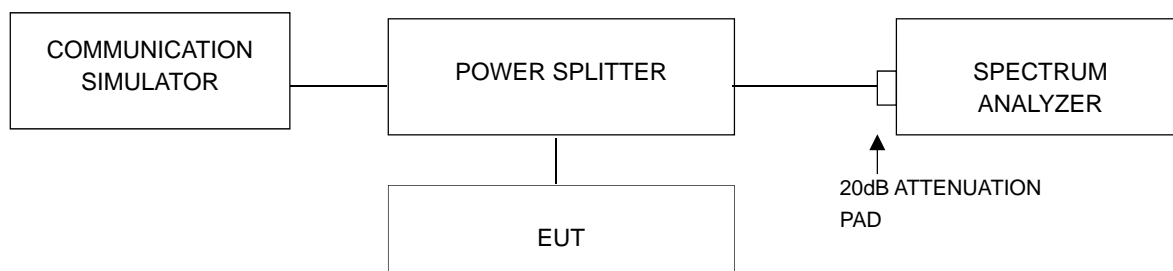 COMMUNICATION
SIMULATOR
POWER SPLITTER
SPECTRUM
ANALYZER
20dB ATTENUATION
PAD
EUT